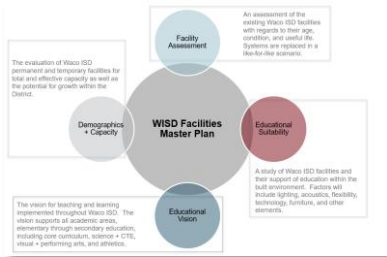 Facility
Assessment
An assessment of the
existing Waco ISD facilities
with regards to their age,
condition, and useful life.
Systems are replaced in a
like-for-like scenario.
The evaluation of Waco ISD
permanent and temporary facilities for
total and effective capacity as well as
the potential for growth within the
District.
WISD Facilities
Master Plan
Demographics
+ Capacity
Educational
Suitability
A study of Waco ISD facilities and
their support of education within the
built environment. Factors will
include lighting, acoustics, flexibility,
technology, furniture, and other
elements.
The vision for teaching and learning
implemented throughout Waco ISD. The
vision supports all academic areas,
elementary through secondary education,
including core curriculum, science + CTE,
visual + performing arts, and athletics.
Educational
Vision